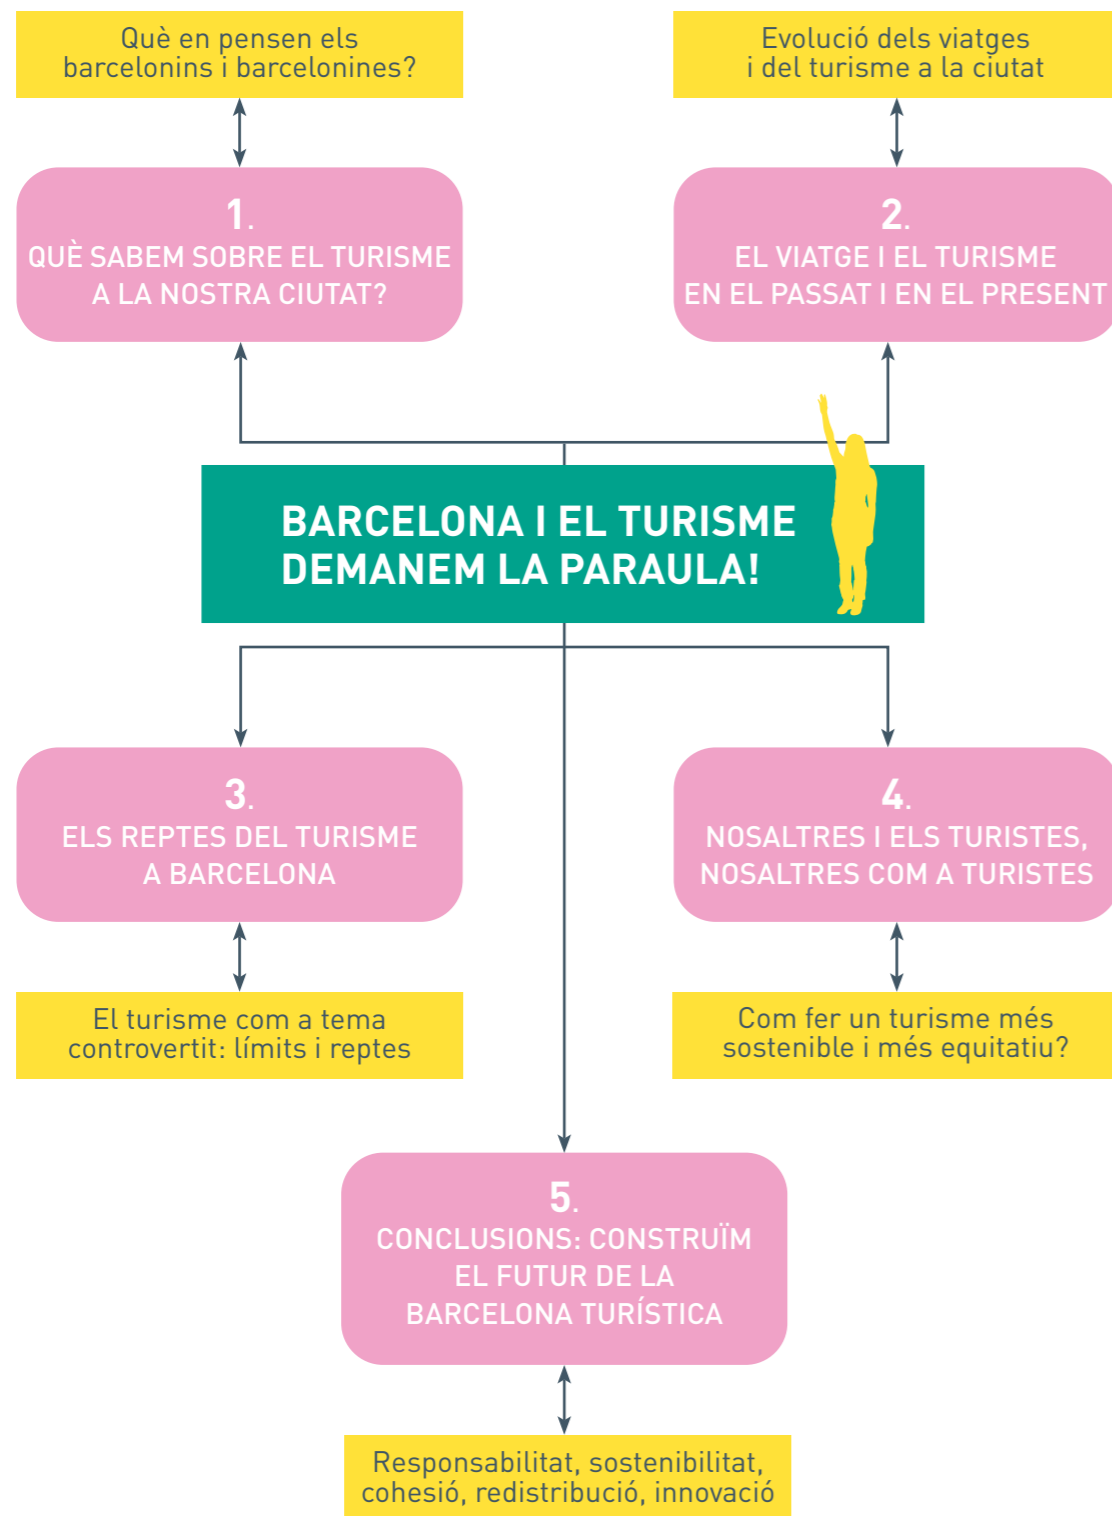 Què en pensen els
barcelonins i barcelonines?
Evolució dels viatges
i del turisme a la ciutat
1.
QUÈ SABEM SOBRE EL TURISME
A LA NOSTRA CIUTAT?
2.
EL VIATGE I EL TURISME
EN EL PASSAT I EN EL PRESENT
BARCELONA I EL TURISME
DEMANEM LA PARAULA!
3.
ELS REPTES DEL TURISME
A BARCELONA
4.
NOSALTRES I ELS TURISTES,
NOSALTRES COM A TURISTES
El turisme com a tema
controvertit: límits i reptes
Com fer un turisme més
sostenible i més equitatiu?
5.
CONCLUSIONS: CONSTRUÏM
EL FUTUR DE LA
BARCELONA TURÍSTICA
Responsabilitat, sostenibilitat,
cohesió, redistribució, innovació